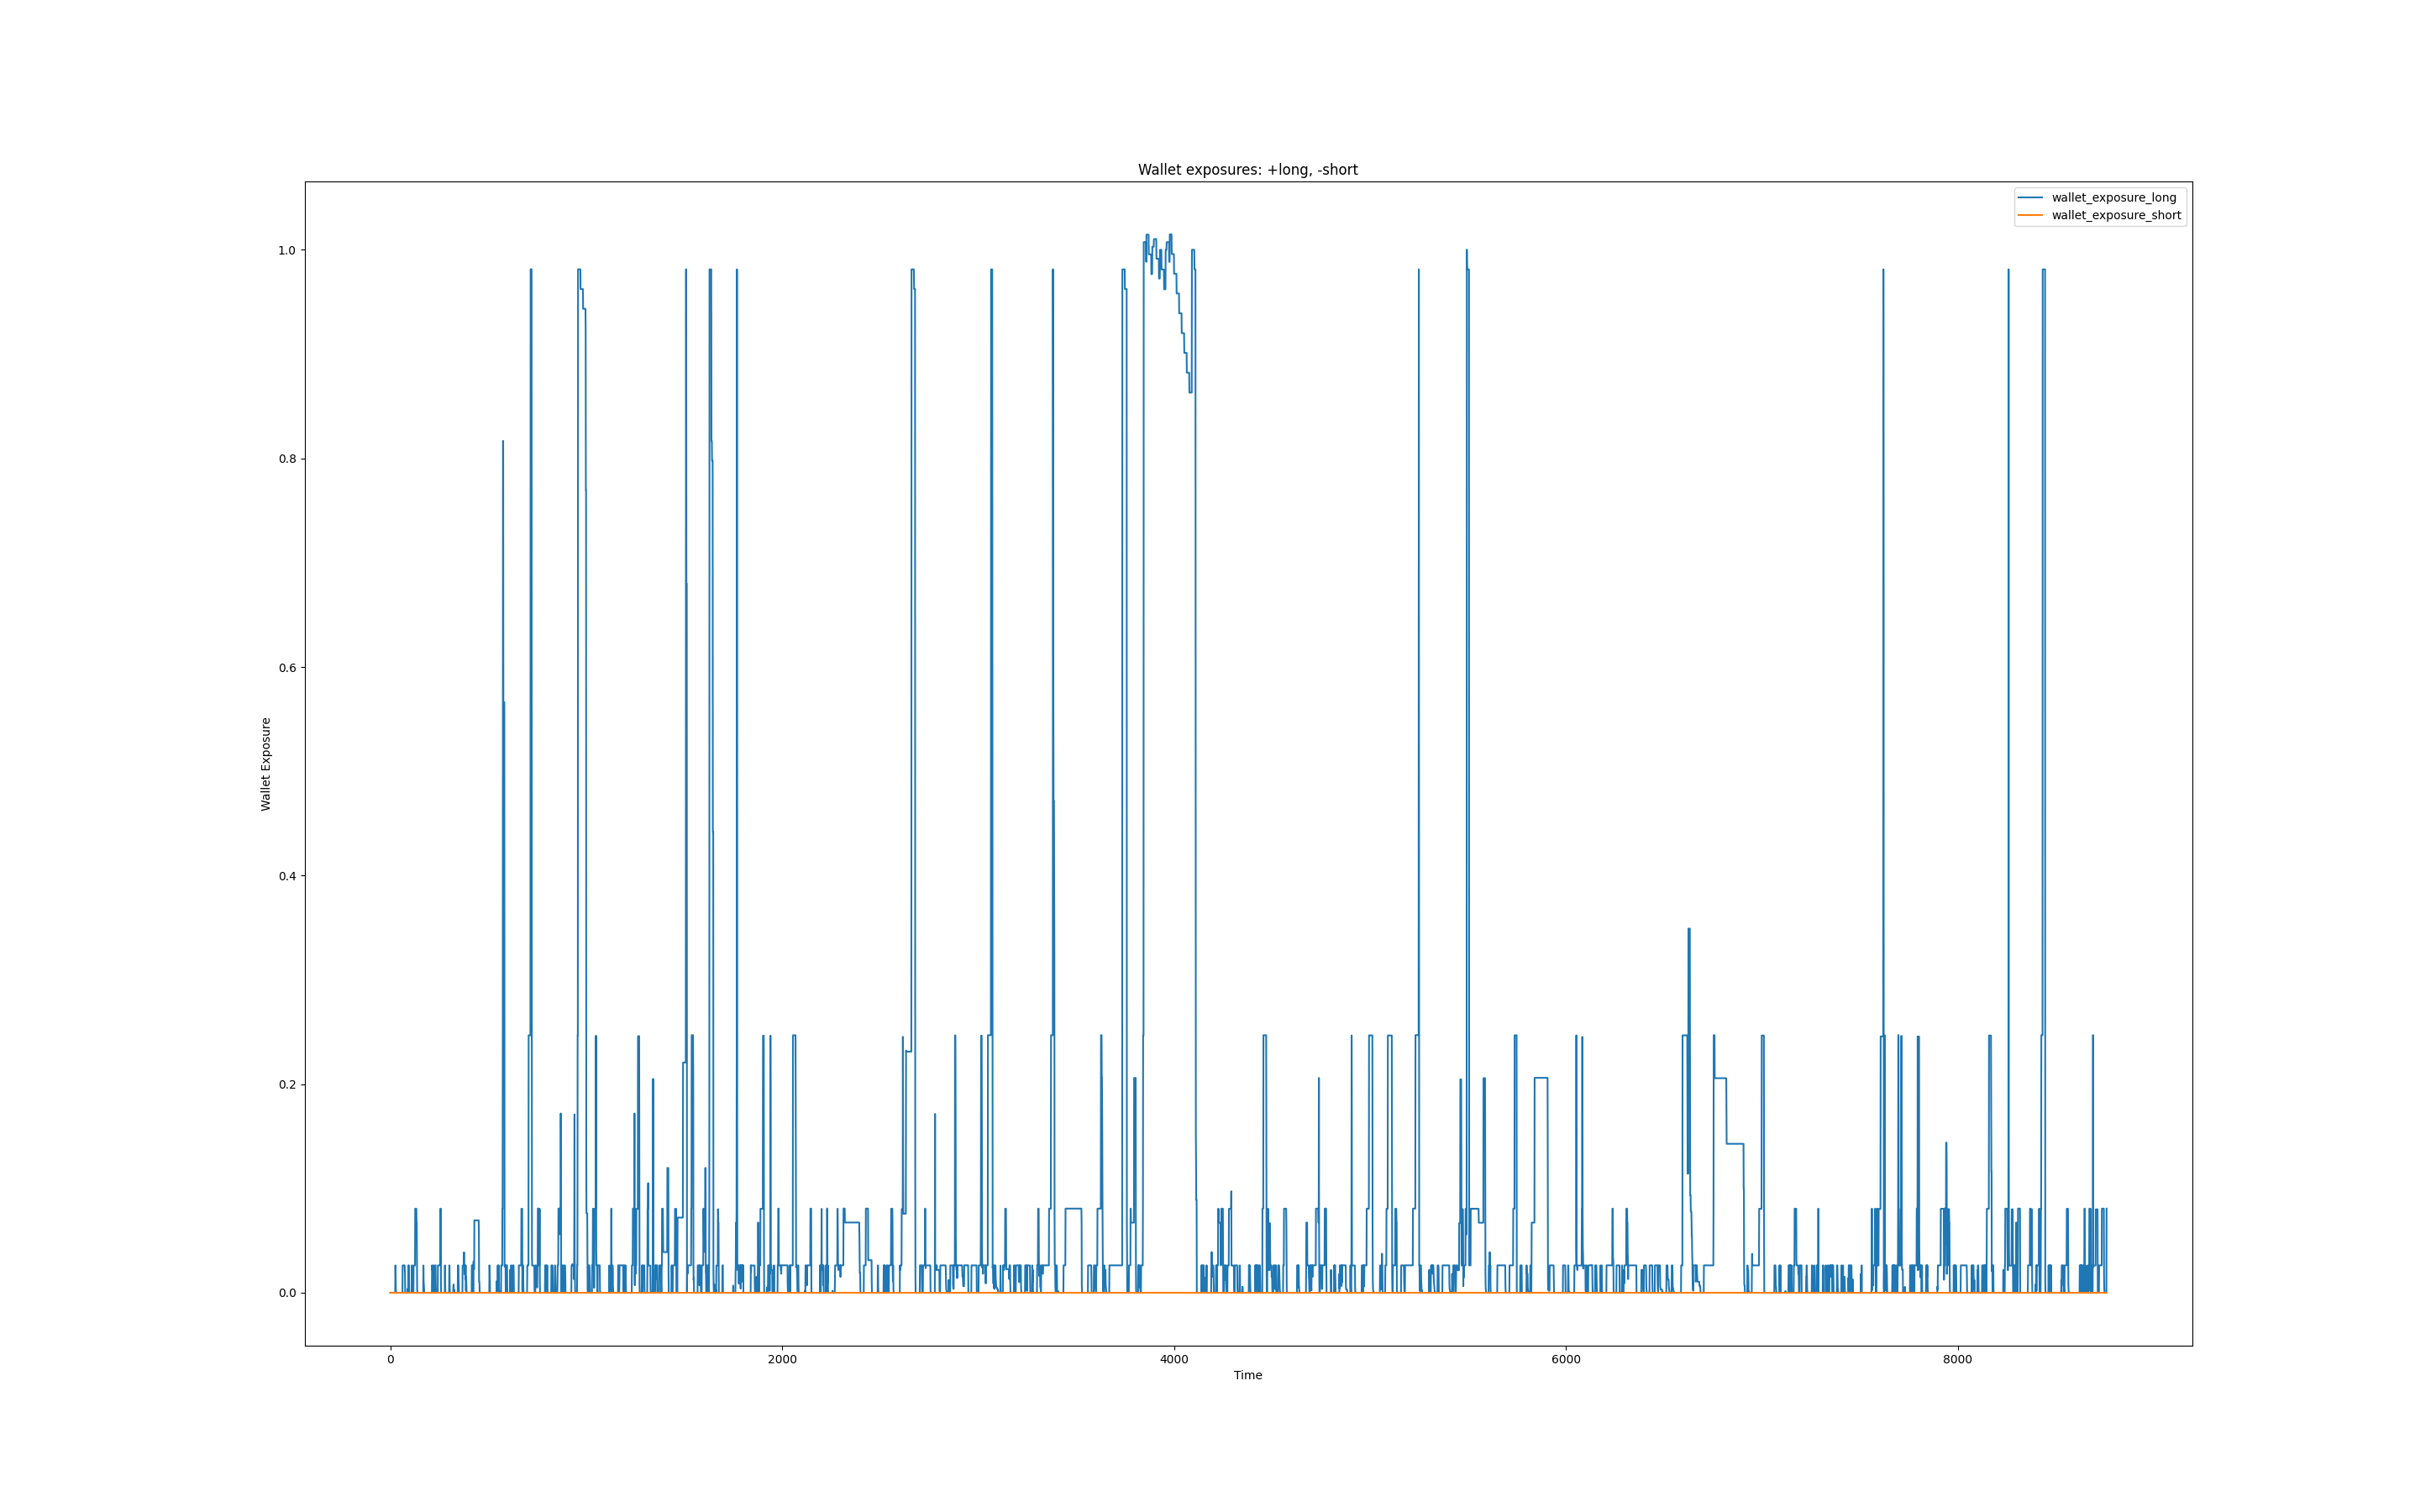 Wallet exposures: +long, -short
wallet_exposure_long
wallet_exposure_short
1.0
0.8
0.6
0.4
0.2
0.0
Wallet Exposure
0 2000 4000 6000 8000
Time